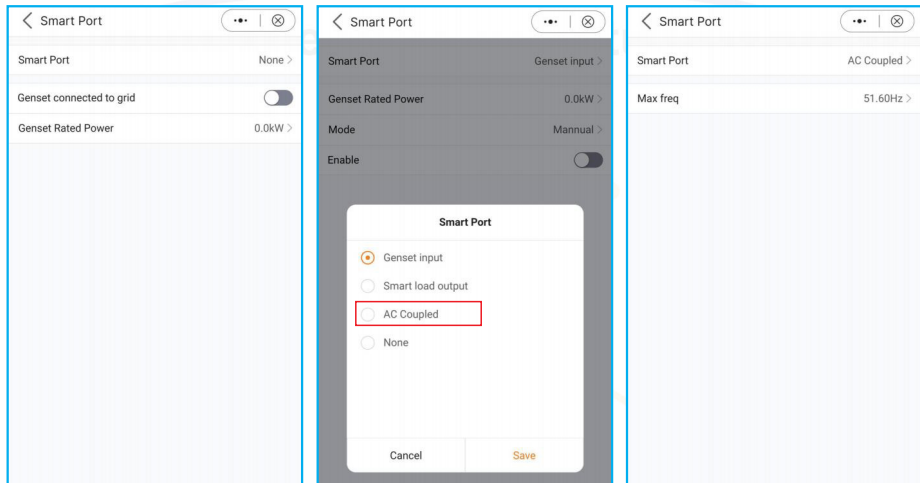 Smart Port
Smart Port None
Genset connected to grid
Genset Rated Power 0.0kW
Smart Port
Smart Port Genset input
Genset Rated Power 0.0kW
Mode Mannual
Enable
Smart Port
Genset input
Smart load output
AC Coupled
None
Cancel Save
Smart Port
Smart Port AC Coupled
Max freq 51.60Hz